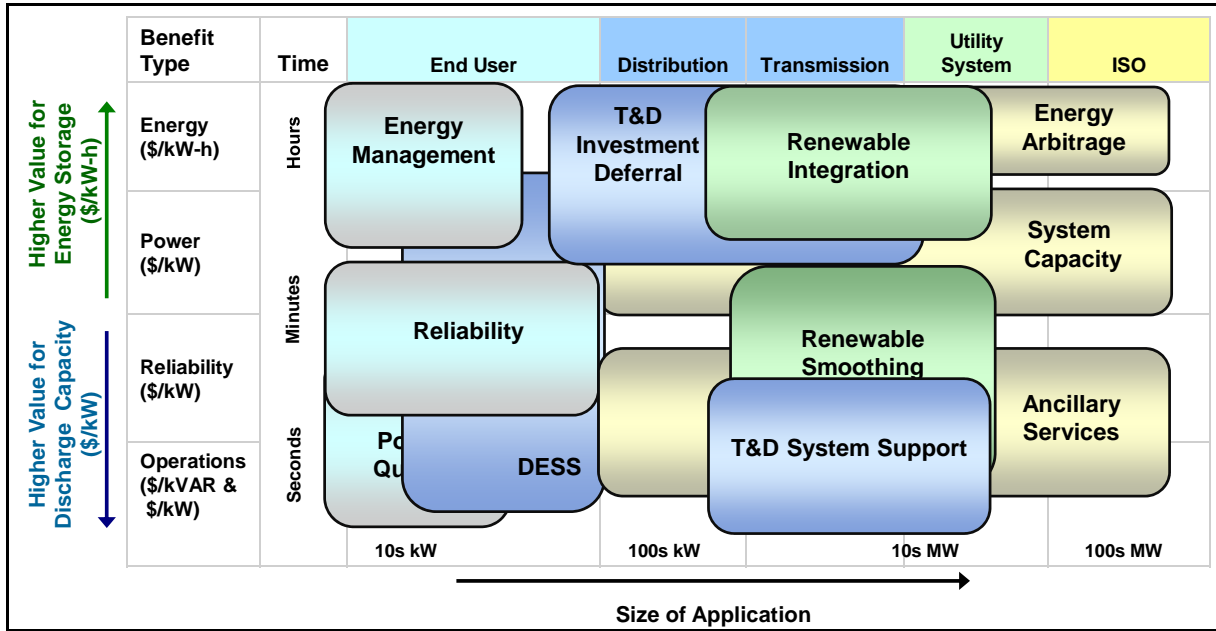 Benefit
Type
Time
End User
Distribution
Transmission
Utility
System
ISO
Higher Value for
Energy Storage
($/kW-h)
Higher Value for
Discharge Capacity
($/kW)
Energy
($/kW-h)
Power
($/kW)
Reliability
($/kW)
Operations
($/kVAR &
$/kW)
Hours
Minutes
Seconds
Energy
Management
T&D
Investment
Deferral
Renewable
Integration
Energy
Arbitrage
System
Capacity
Reliability
Renewable
Smoothing
Ancillary
Services
DESS
T&D System Support
10s kW
100s kW
10s MW
100s MW
Size of Application